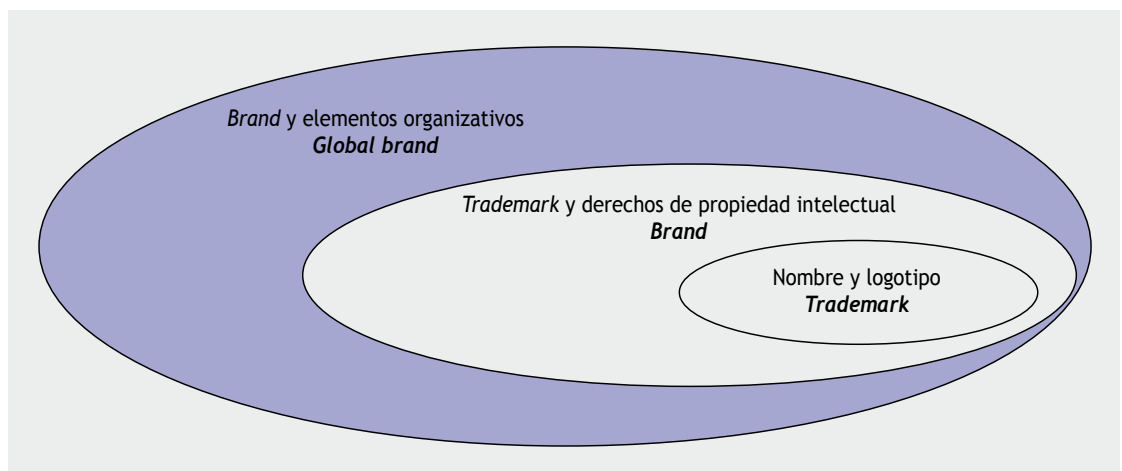 Brand y elementos organizativos
Global brand
Trademark y derechos de propiedad intelectual
Brand
Nombre y logotipo
Trademark